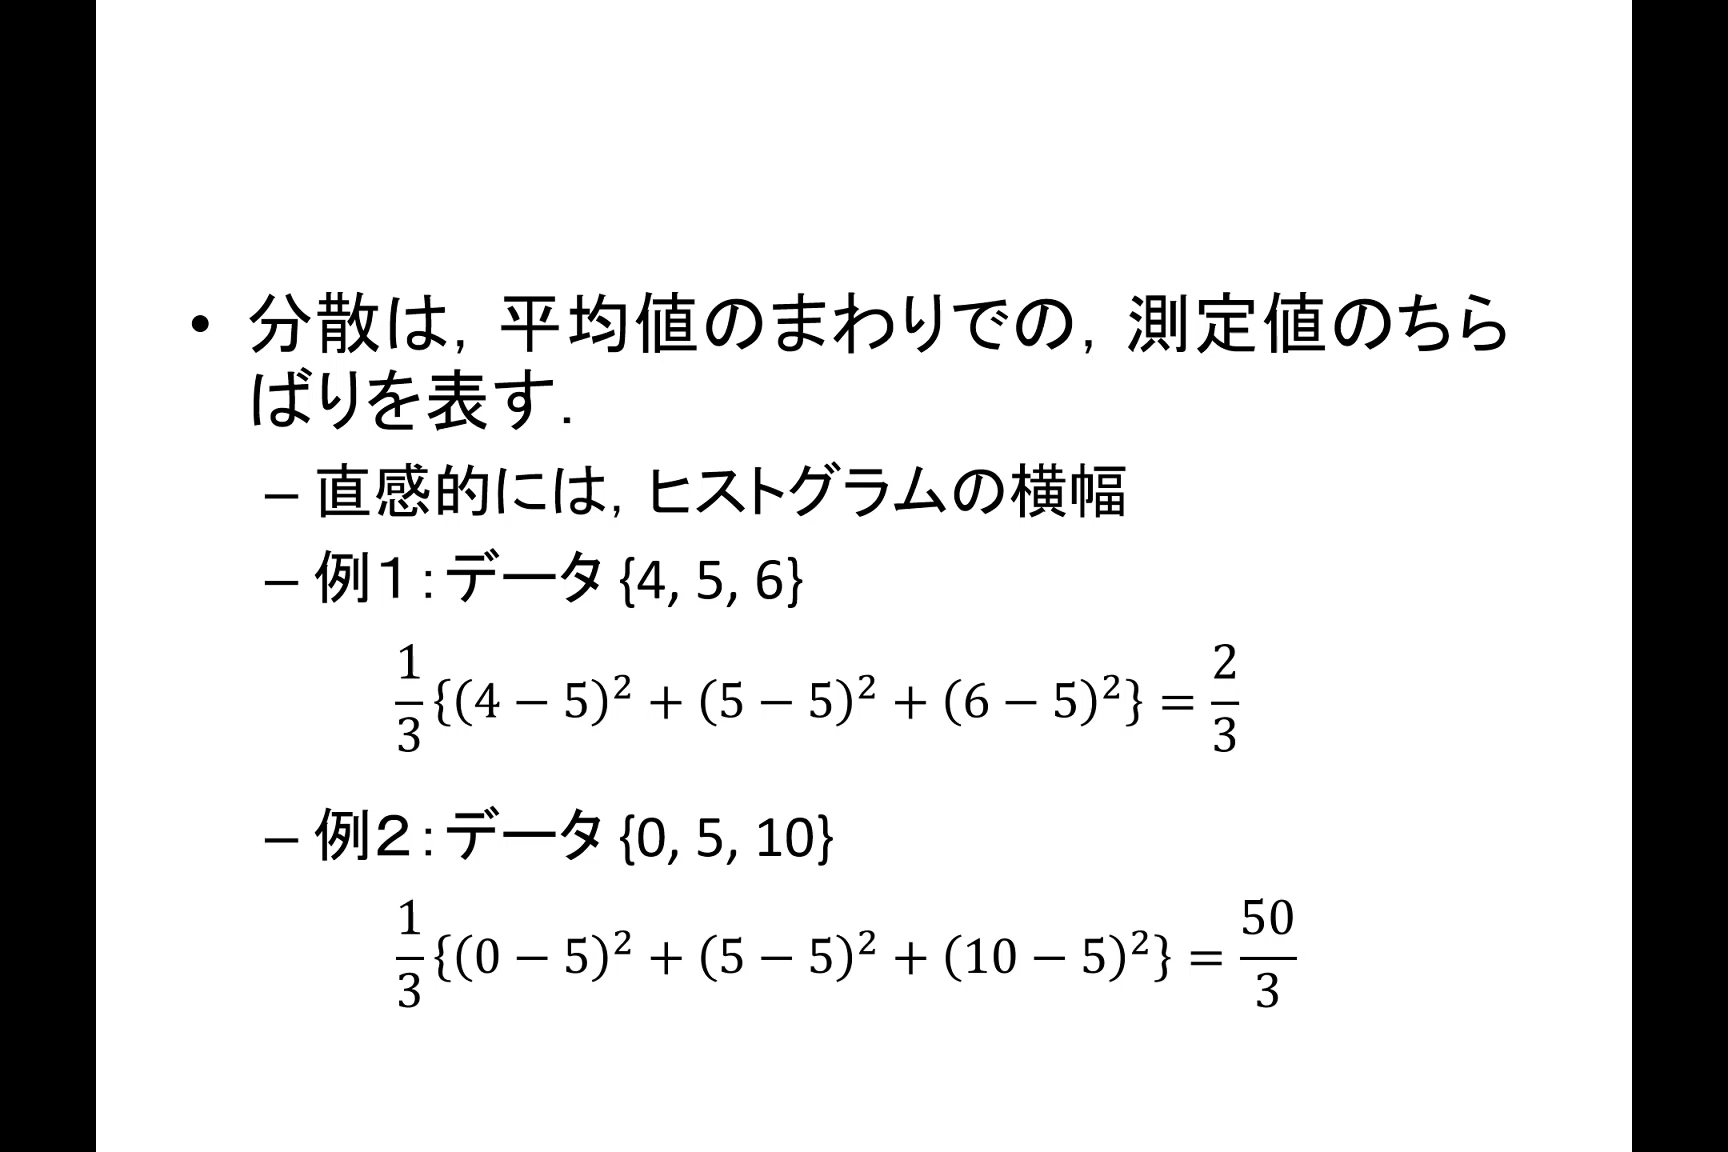 • 分散は，平均値のまわりでの，測定値のちら
ばりを表す．
– 直感的には，ヒストグラムの横幅
– 例１：データ {4, 5, 6}
$\frac{1}{3}\{(4-5)^2+(5-5)^2+(6-5)^2\}=\frac{2}{3}$
– 例２：データ {0, 5, 10}
$\frac{1}{3}\{(0-5)^2+(5-5)^2+(10-5)^2\}=\frac{50}{3}$